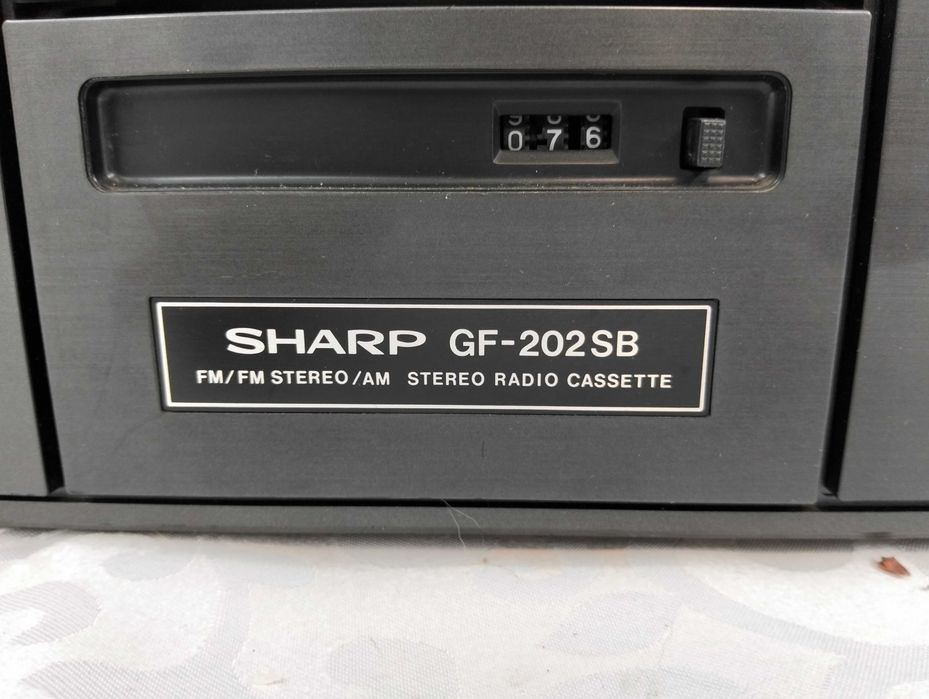 076
SHARP GF-202SB
FM/FM STEREO/AM STEREO RADIO CASSETTE